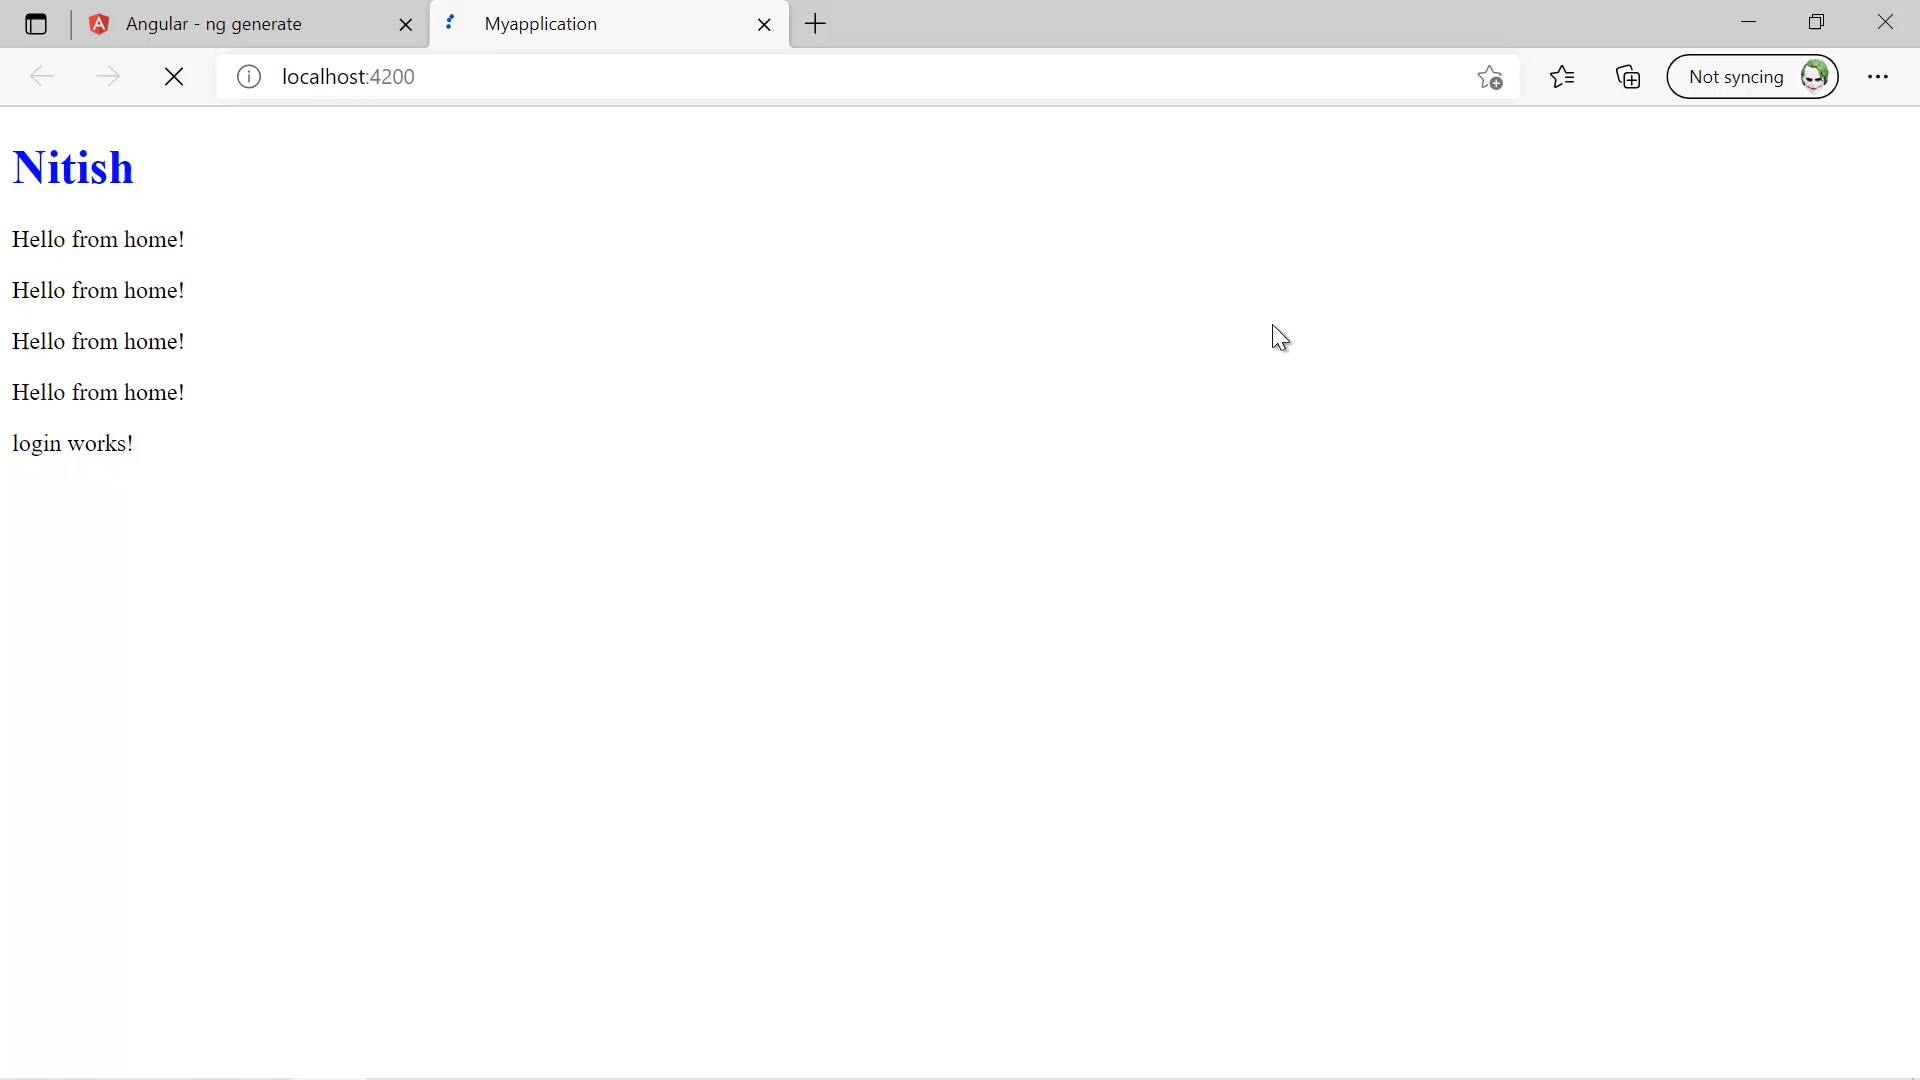 Angular - ng generate
Myapplication
localhost:4200
Not syncing
Nitish
Hello from home!
Hello from home!
Hello from home!
Hello from home!
login works!